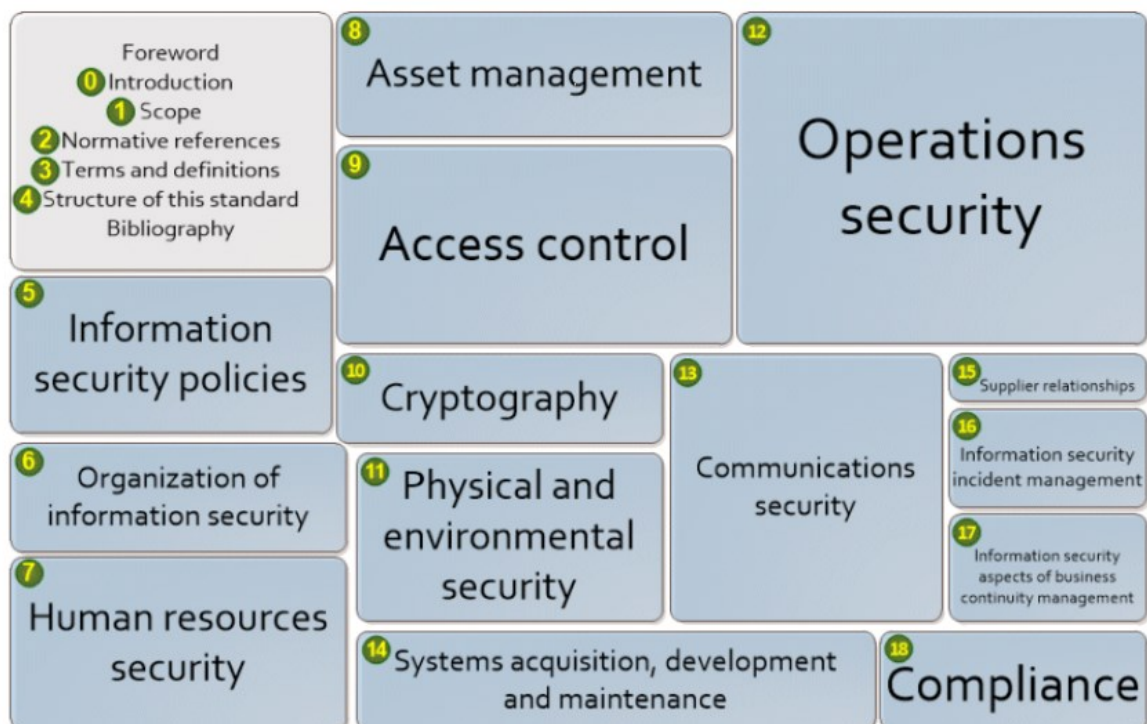 Foreword
0 Introduction
1 Scope
2 Normative references
3 Terms and definitions
4 Structure of this standard
Bibliography
5
Information
security policies
6
Organization of
information security
7
Human resources
security
8
Asset management
9
Access control
10
Cryptography
11
Physical and
environmental
security
12
Operations
security
13
Communications
security
14
Systems acquisition, development
and maintenance
15
Supplier relationships
16
Information security
incident management
17
Information security
aspects of business
continuity management
18
Compliance